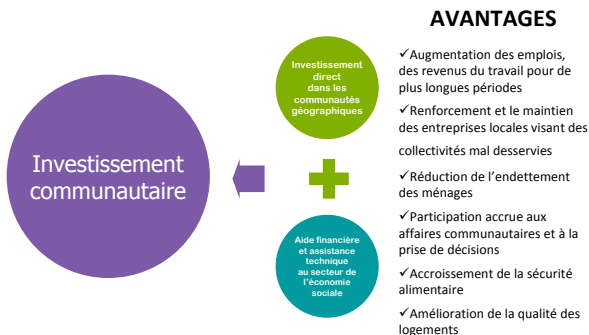 AVANTAGES
Investissement
communautaire
Investissement
direct
dans les
communautés
géographiques
Aide financière
et assistance
technique
au secteur de
l'économie
sociale
✓Augmentation des emplois,
des revenus du travail pour de
plus longues périodes
✓Renforcement et le maintien
des entreprises locales visant des
collectivités mal desservies
✓Réduction de l'endettement
des ménages
✓Participation accrue aux
affaires communautaires et à la
prise de décisions
✓Accroissement de la sécurité
alimentaire
✓Amélioration de la qualité des
logements